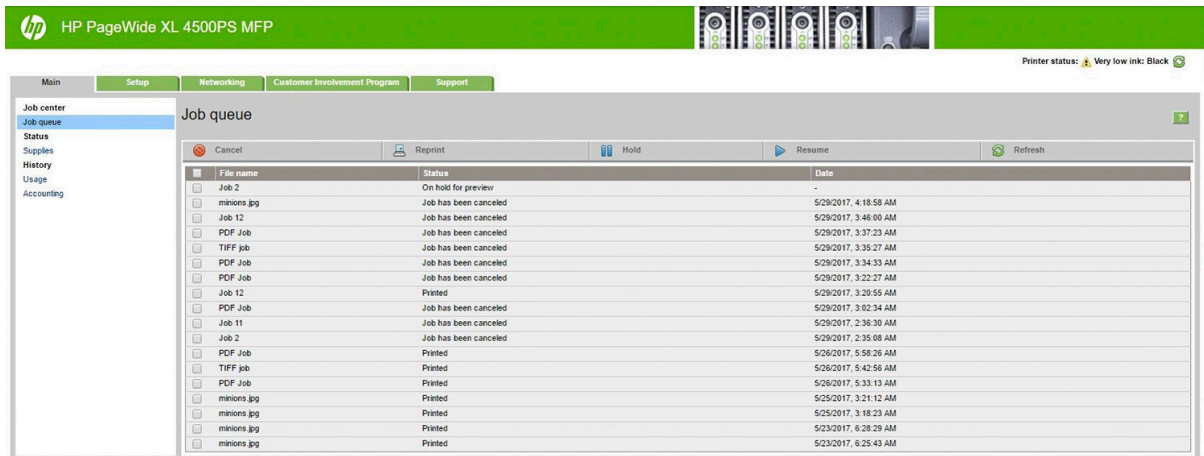 hp HP PageWide XL 4500PS MFP
Printer status: Very low ink: Black
Main Setup Networking Customer Involvement Program Support
Job center
Job queue
Status
Supplies
History
Usage
Accounting
Job queue
?
Cancel Reprint Hold Resume Refresh
File name Status Date
Job 2 On hold for preview -
minions.jpg Job has been canceled 5/29/2017, 4:18:58 AM
Job 12 Job has been canceled 5/29/2017, 3:46:00 AM
PDF Job Job has been canceled 5/29/2017, 3:37:23 AM
TIFF job Job has been canceled 5/29/2017, 3:35:27 AM
PDF Job Job has been canceled 5/29/2017, 3:34:33 AM
PDF Job Job has been canceled 5/29/2017, 3:22:27 AM
Job 12 Printed 5/29/2017, 3:20:55 AM
PDF Job Job has been canceled 5/29/2017, 3:02:34 AM
Job 11 Job has been canceled 5/29/2017, 2:36:30 AM
Job 2 Job has been canceled 5/29/2017, 2:35:08 AM
PDF Job Printed 5/26/2017, 5:58:26 AM
TIFF job Printed 5/26/2017, 5:42:56 AM
PDF Job Printed 5/26/2017, 5:33:13 AM
minions.jpg Printed 5/25/2017, 3:21:12 AM
minions.jpg Printed 5/25/2017, 3:18:23 AM
minions.jpg Printed 5/23/2017, 6:28:29 AM
minions.jpg Printed 5/23/2017, 6:25:43 AM